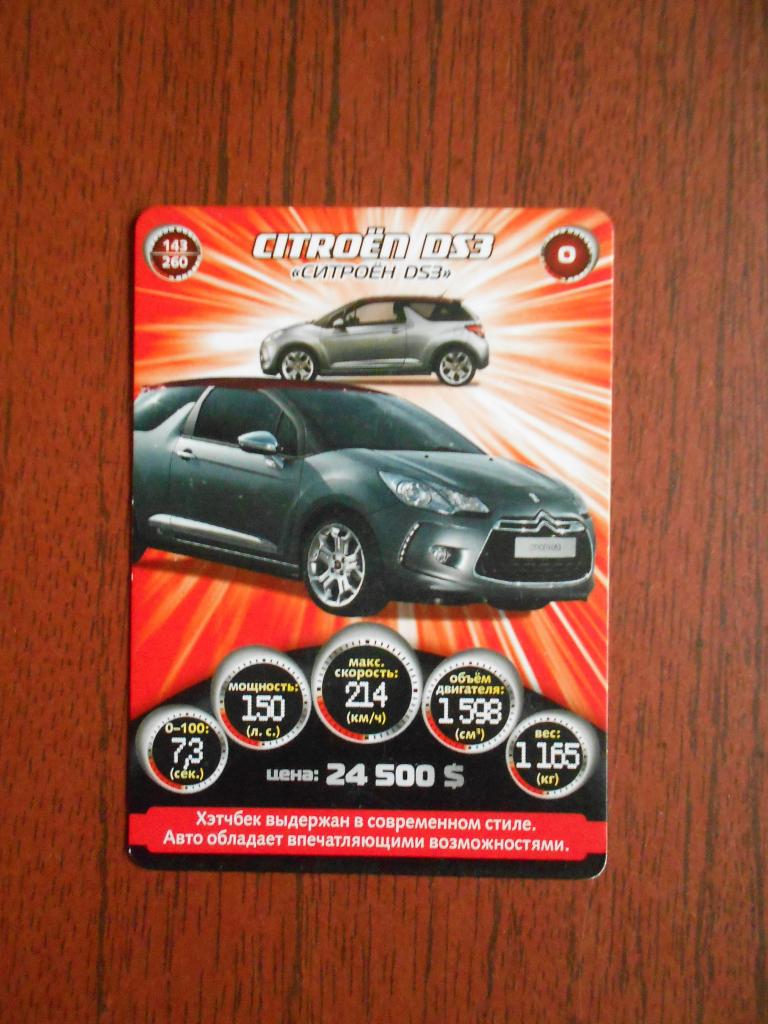 143
260
CITROËN DS3
О
«СИТРОЁН DS3»
макс.
скорость:
214
(км/ч)
мощность:
150
(л. с.)
объём
двигателя:
1 598
(см³)
0–100:
7,3
(сек.)
вес:
1 165
(кг)
цена: 24 500 $
Хэтчбек выдержан в современном стиле.
Авто обладает впечатляющими возможностями.